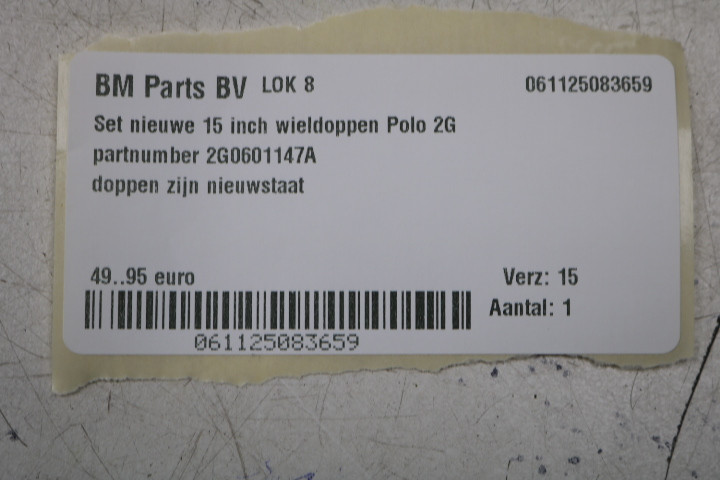 BM Parts BV LOK 8 061125083659
Set nieuwe 15 inch wieldoppen Polo 2G
partnumber 2G0601147A
doppen zijn nieuwstaat
49..95 euro Verz: 15
Aantal: 1
061125083659